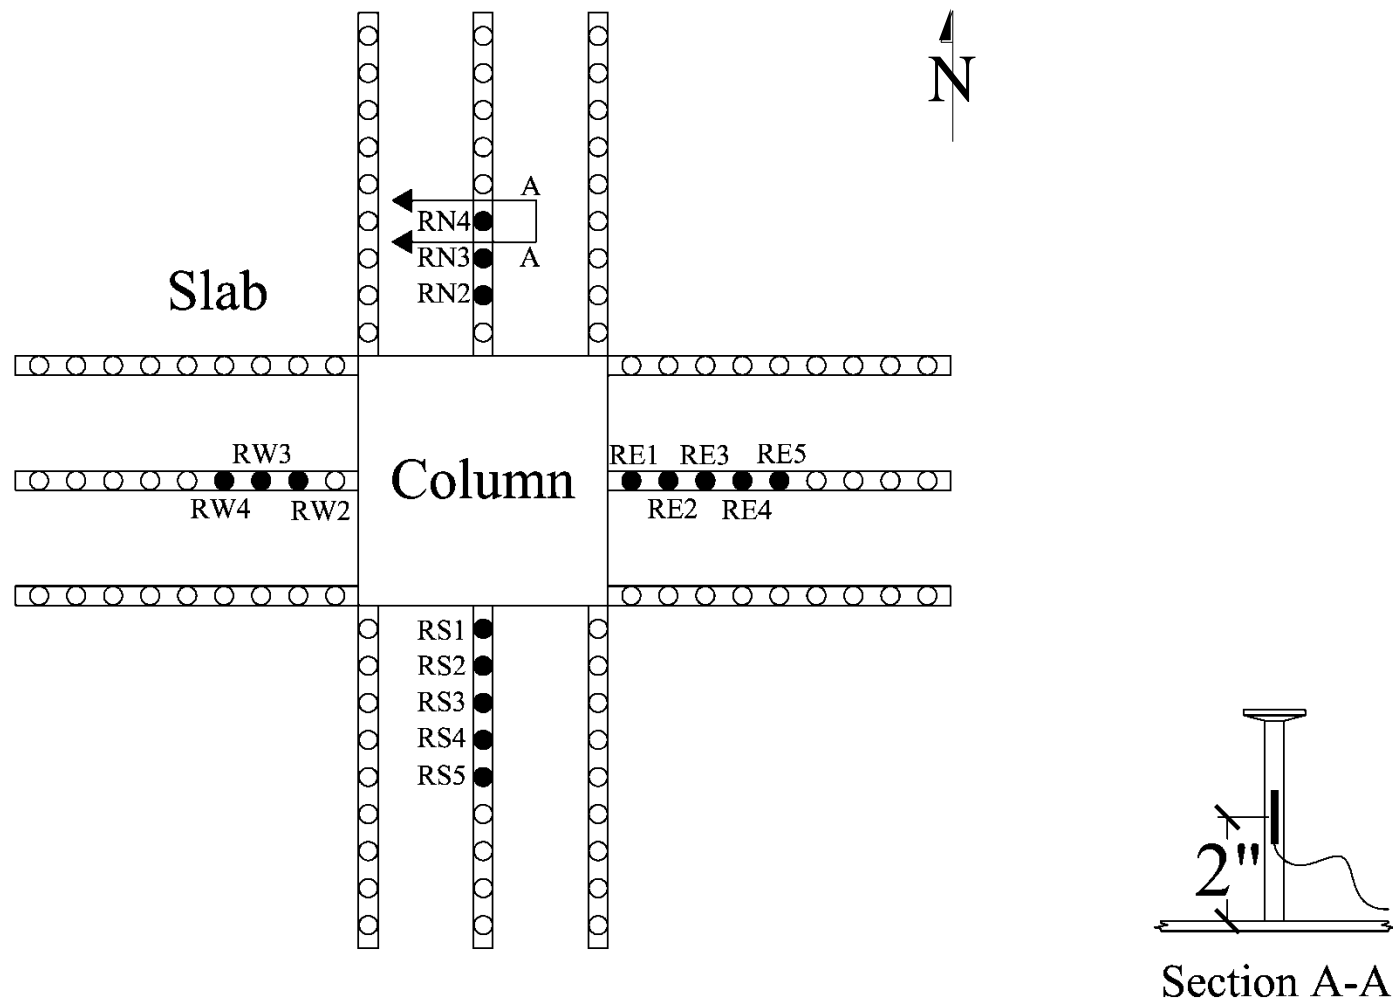 N
A
RN4
RN3
A
RN2
Slab
RW3
RW4
RW2
Column
RE1
RE3
RE5
RE2
RE4
RS1
RS2
RS3
RS4
RS5
2"
Section A-A